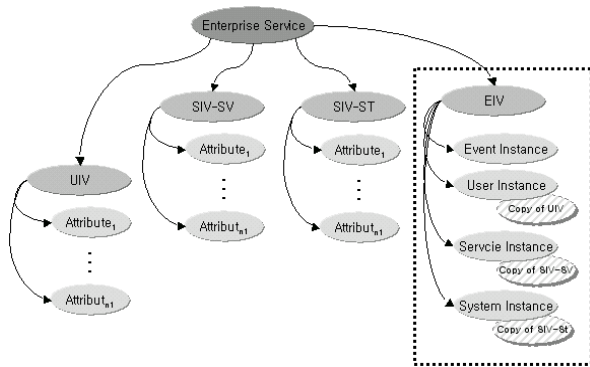 Enterprise Service
SIV-SV
SIV-ST
EIV
Attribute1
Attribute1
Event Instance
UIV
User Instance
Copy of UIV
Attribute1
Attributn1
Attributn1
Servcie Instance
Copy of SIV-SV
Attributn1
System Instance
Copy of SIV-St